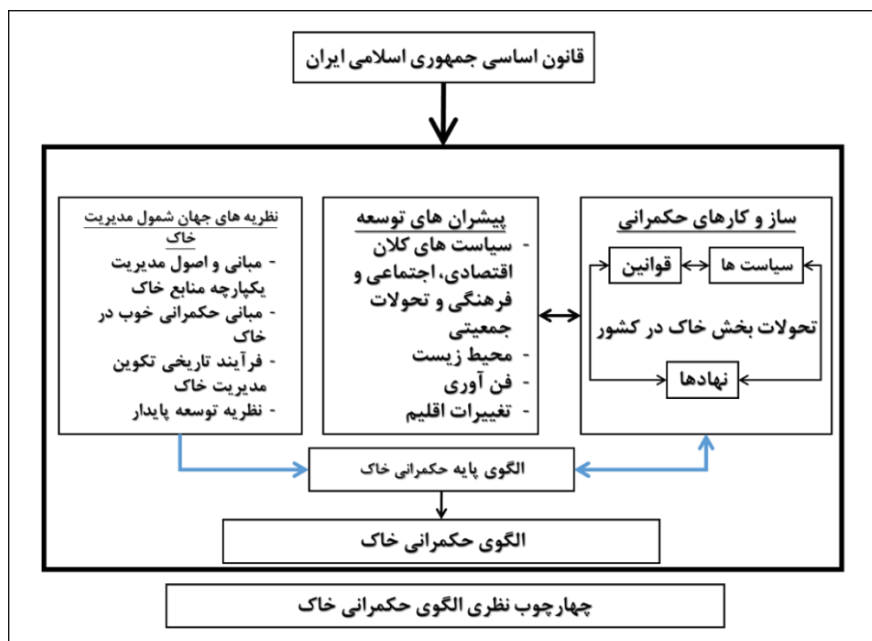 قانون اساسی جمهوری اسلامی ایران
ساز و کارهای حکمرانی
سیاست ها
قوانین
تحولات بخش خاک در کشور
نهادها
پیشران های توسعه
- سیاست های کلان
اقتصادی، اجتماعی و
فرهنگی و تحولات
جمعیتی
- محیط زیست
- فن آوری
- تغییرات اقلیم
نظریه های جهان شمول مدیریت
خاک
- مبانی و اصول مدیریت
یکپارچه منابع خاک
- مبانی حکمرانی خوب در
خاک
- فرآیند تاریخی تکوین
مدیریت خاک
- نظریه توسعه پایدار
الگوی پایه حکمرانی خاک
الگوی حکمرانی خاک
چهارچوب نظری الگوی حکمرانی خاک